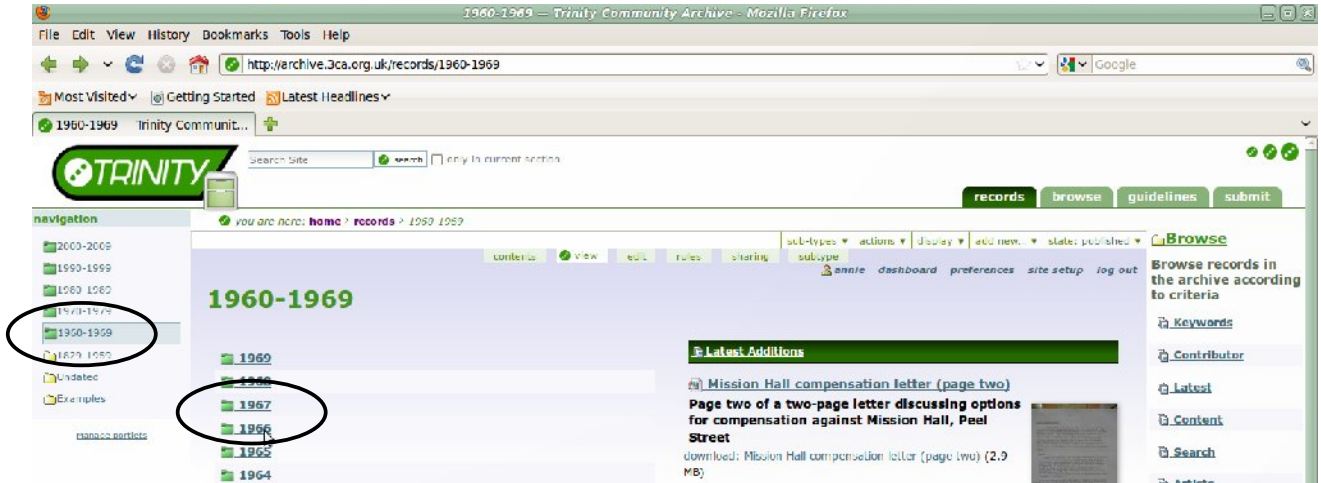 1960-1969 — Trinity Community Archive - Mozilla Firefox
File Edit View History Bookmarks Tools Help
http://archive.3ca.org.uk/records/1960-1969
Google
Most Visited Getting Started Latest Headlines
1960-1969 Trinity Communit...
TRINITY
Search Site search only in current section
records browse guidelines submit
navigation
2000-2009
1990-1999
1980-1989
1970-1979
1960-1969
1829-1959
Undated
Examples
manage portlets
you are here: home > records > 1960-1969
sub-types actions display add new... state: published
contents view edit rules sharing subtype
annie dashboard preferences site setup log out
1960-1969
1969
1968
1967
1966
1965
1964
Latest Additions
Mission Hall compensation letter (page two)
Page two of a two-page letter discussing options
for compensation against Mission Hall, Peel
Street
download: Mission Hall compensation letter (page two) (2.9
MB)
Browse
Browse records in
the archive according
to criteria
Keywords
Contributor
Latest
Content
Search